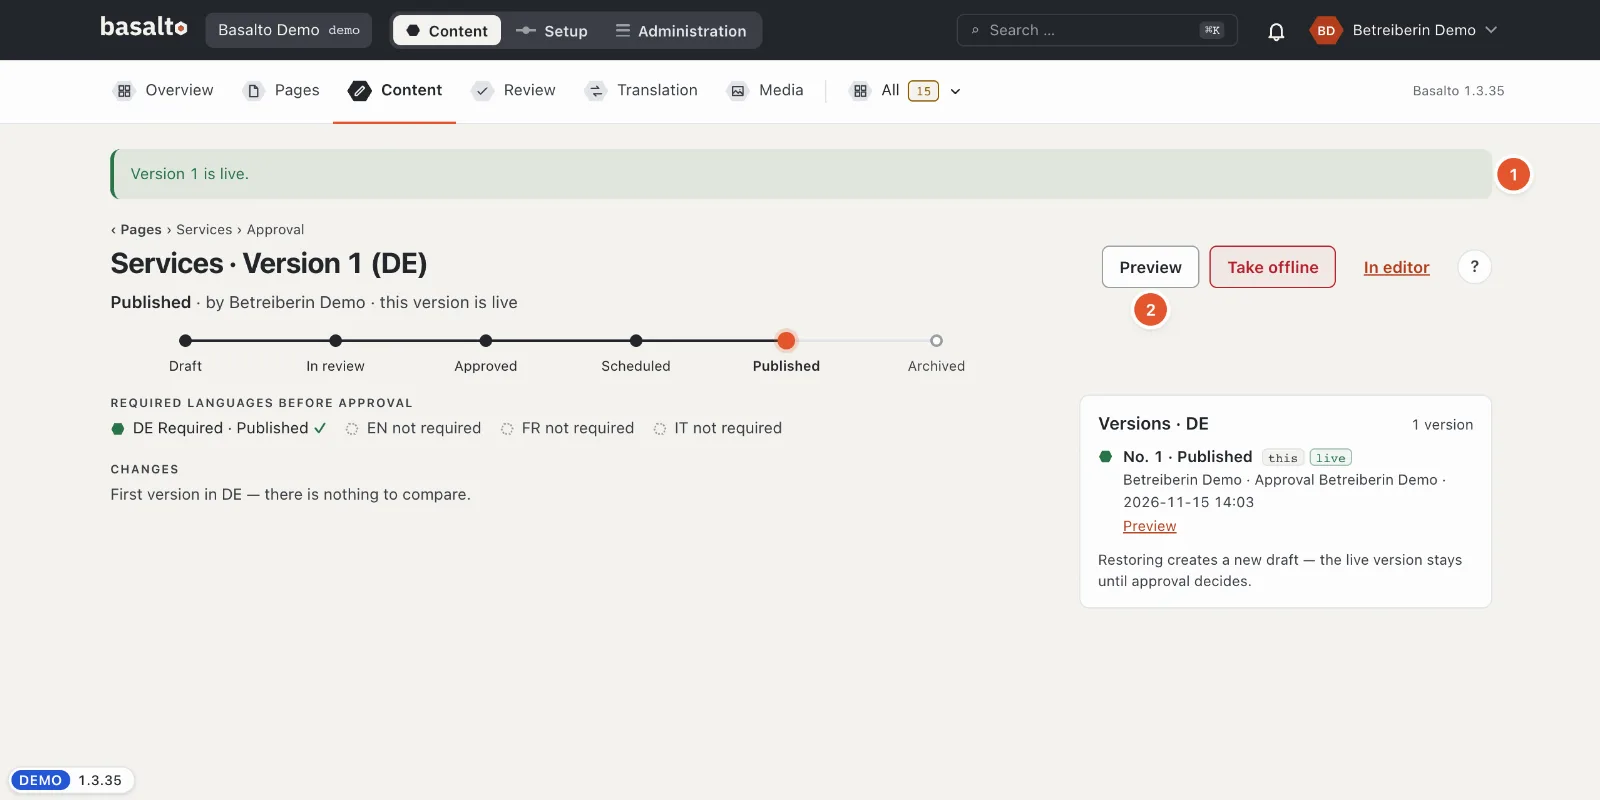 basalto
Basalto Demo demo
Content
Setup
Administration
Search ...
⌘K
BD
Betreiberin Demo
Overview
Pages
Content
Review
Translation
Media
All 15
Basalto 1.3.35
Version 1 is live.
1
‹ Pages › Services › Approval
Services · Version 1 (DE)
Preview
Take offline
In editor
?
2
Published · by Betreiberin Demo · this version is live
Draft
In review
Approved
Scheduled
Published
Archived
REQUIRED LANGUAGES BEFORE APPROVAL
DE Required · Published ✓
EN not required
FR not required
IT not required
CHANGES
First version in DE — there is nothing to compare.
Versions · DE
1 version
No. 1 · Published this live
Betreiberin Demo · Approval Betreiberin Demo ·
2026-11-15 14:03
Preview
Restoring creates a new draft — the live version stays
until approval decides.
DEMO 1.3.35